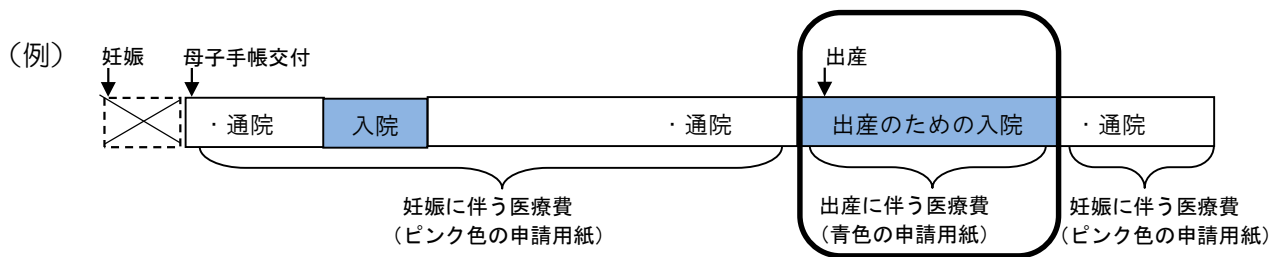 (例)
妊娠
母子手帳交付
出産
・通院
入院
・通院
出産のための入院
・通院
妊娠に伴う医療費
(ピンク色の申請用紙)
出産に伴う医療費
(青色の申請用紙)
妊娠に伴う医療費
(ピンク色の申請用紙)